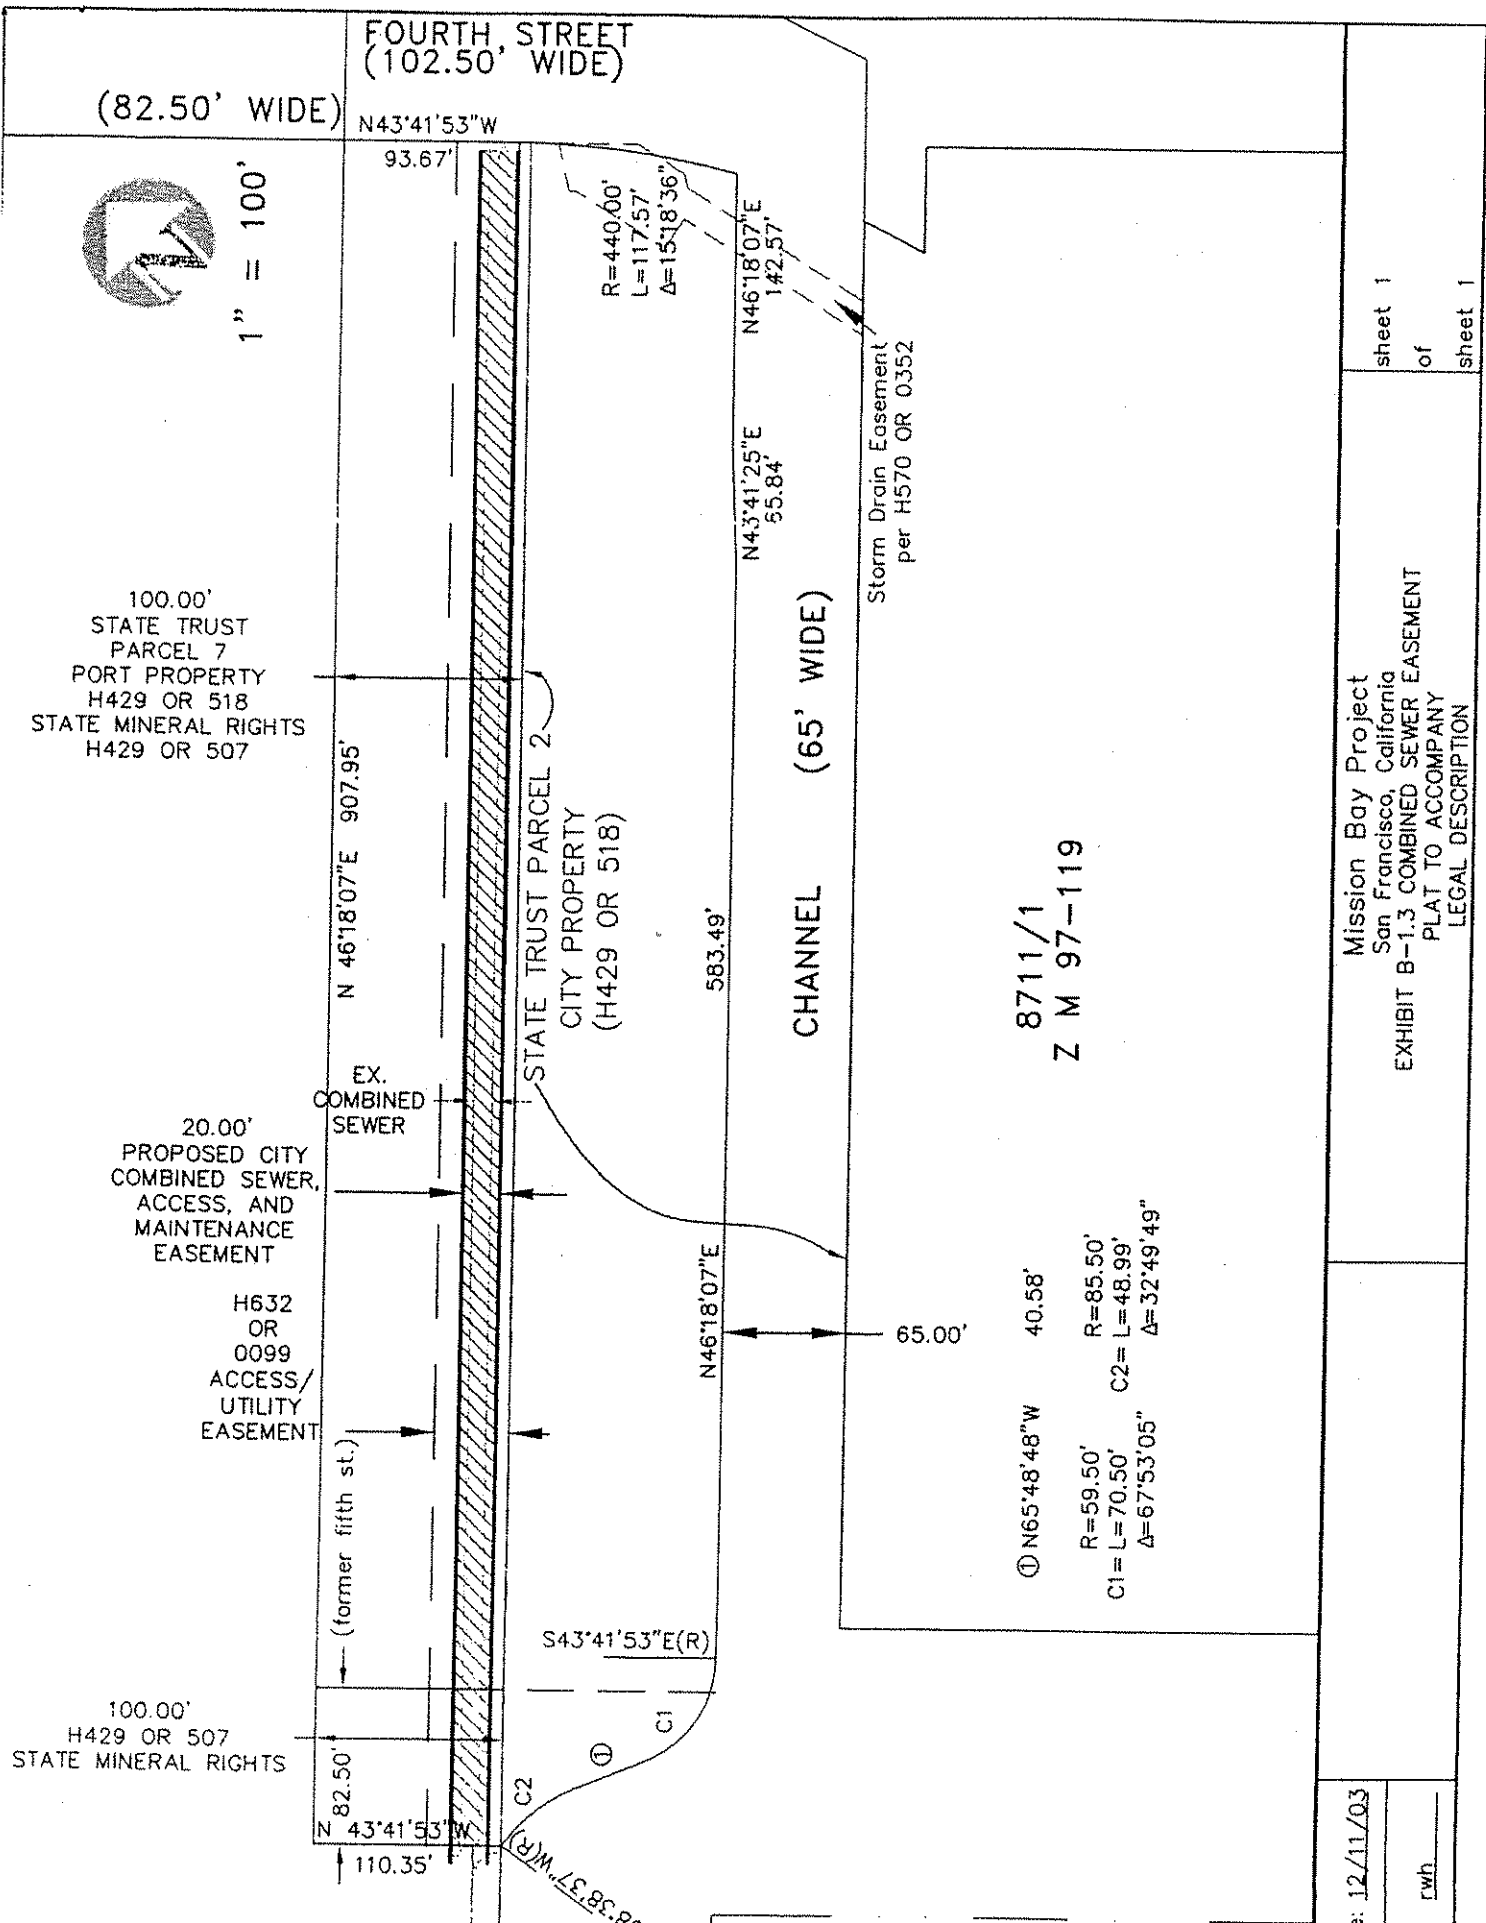 FOURTH STREET
(102.50' WIDE)
(82.50' WIDE)
N43°41'53"W
93.67'
1" = 100'
R=440.00'
L=117.57'
Δ=15°18'36"
N46°18'07"E
142.57'
N43°41'25"E
65.84'
Storm Drain Easement
per H570 OR 0352
100.00'
STATE TRUST
PARCEL 7
PORT PROPERTY
H429 OR 518
STATE MINERAL RIGHTS
H429 OR 507
N 46°18'07"E 907.95'
STATE TRUST PARCEL 2
CITY PROPERTY
(H429 OR 518)
583.49'
CHANNEL (65' WIDE)
EX.
COMBINED
SEWER
20.00'
PROPOSED CITY
COMBINED SEWER,
ACCESS, AND
MAINTENANCE
EASEMENT
H632
OR
0099
ACCESS/
UTILITY
EASEMENT
(former fifth st.)
N46°18'07"E
65.00'
8711/1
Z M 97-119
① N65°48'48"W 40.58'
R=59.50'
C1= L=70.50'
Δ=67°53'05"
R=85.50'
C2= L=48.99'
Δ=32°49'49"
S43°41'53"E(R)
C1
①
C2
100.00'
H429 OR 507
STATE MINERAL RIGHTS
82.50'
N 43°41'53"W
110.35'
8°38'37"W(R)
sheet 1
of
sheet 1
Mission Bay Project
San Francisco, California
EXHIBIT B-1.3 COMBINED SEWER EASEMENT
PLAT TO ACCOMPANY
LEGAL DESCRIPTION
e: 12/11/03
rwh